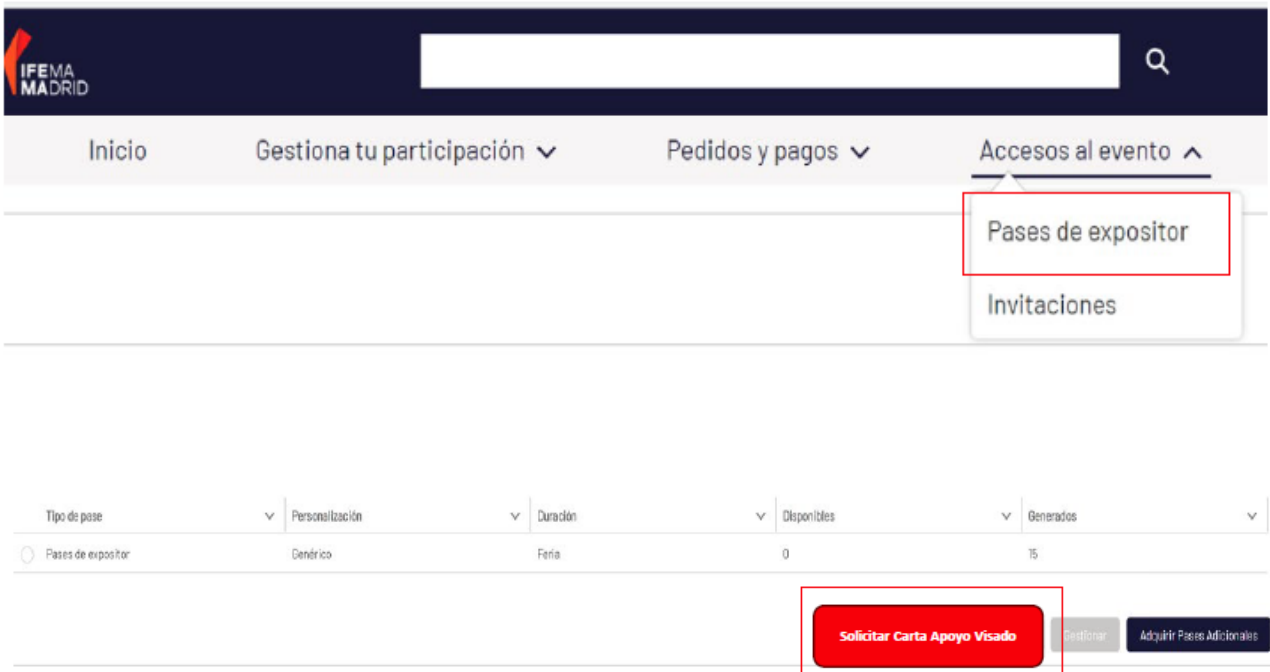 IFEMA
MADRID
Inicio
Gestiona tu participación
Pedidos y pagos
Accesos al evento
Pases de expositor
Invitaciones
Tipo de pase Personalización Duración Disponibles Generados
Pases de expositor Genérico Feria 0 15
Solicitar Carta Apoyo Visado Gestionar Adquirir Pases Adicionales